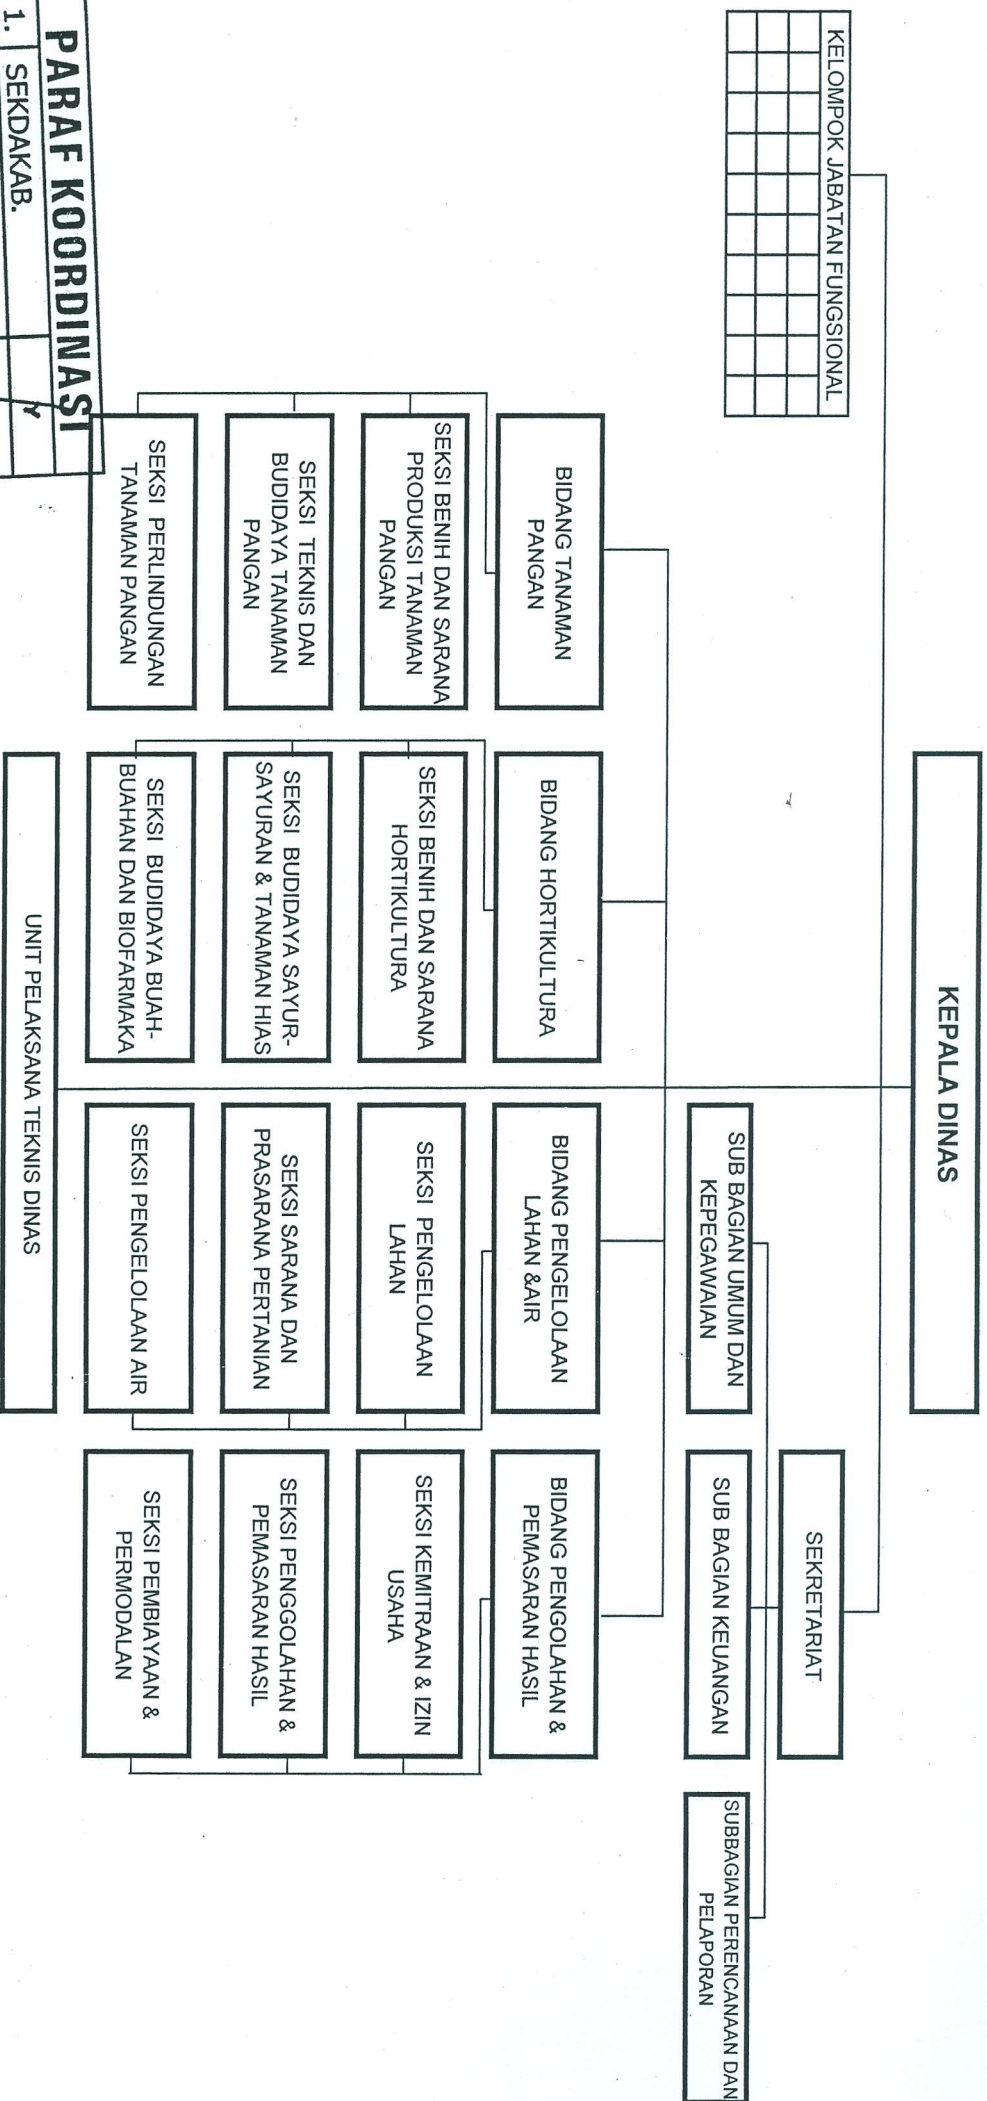 KEPALA DINAS
KELOMPOK JABATAN FUNGSIONAL
SEKRETARIAT
SUB BAGIAN UMUM DAN
KEPEGAWAIAN
SUB BAGIAN KEUANGAN
SUBBAGIAN PERENCANAAN DAN
PELAPORAN
BIDANG TANAMAN
PANGAN
BIDANG HORTIKULTURA
BIDANG PENGELOLAAN
LAHAN &AIR
BIDANG PENGOLAHAN &
PEMASARAN HASIL
SEKSI BENIH DAN SARANA
PRODUKSI TANAMAN
PANGAN
SEKSI BENIH DAN SARANA
HORTIKULTURA
SEKSI PENGELOLAAN
LAHAN
SEKSI KEMITRAAN & IZIN
USAHA
SEKSI TEKNIS DAN
BUDIDAYA TANAMAN
PANGAN
SEKSI BUDIDAYA SAYUR-
SAYURAN & TANAMAN HIAS
SEKSI SARANA DAN
PRASARANA PERTANIAN
SEKSI PENGGOLAHAN &
PEMASARAN HASIL
SEKSI PERLINDUNGAN
TANAMAN PANGAN
SEKSI BUDIDAYA BUAH-
BUAHAN DAN BIOFARMAKA
SEKSI PENGELOLAAN AIR
SEKSI PEMBIAYAAN &
PERMODALAN
UNIT PELAKSANA TEKNIS DINAS
PARAF KOORDINASI
1. SEKDAKAB.